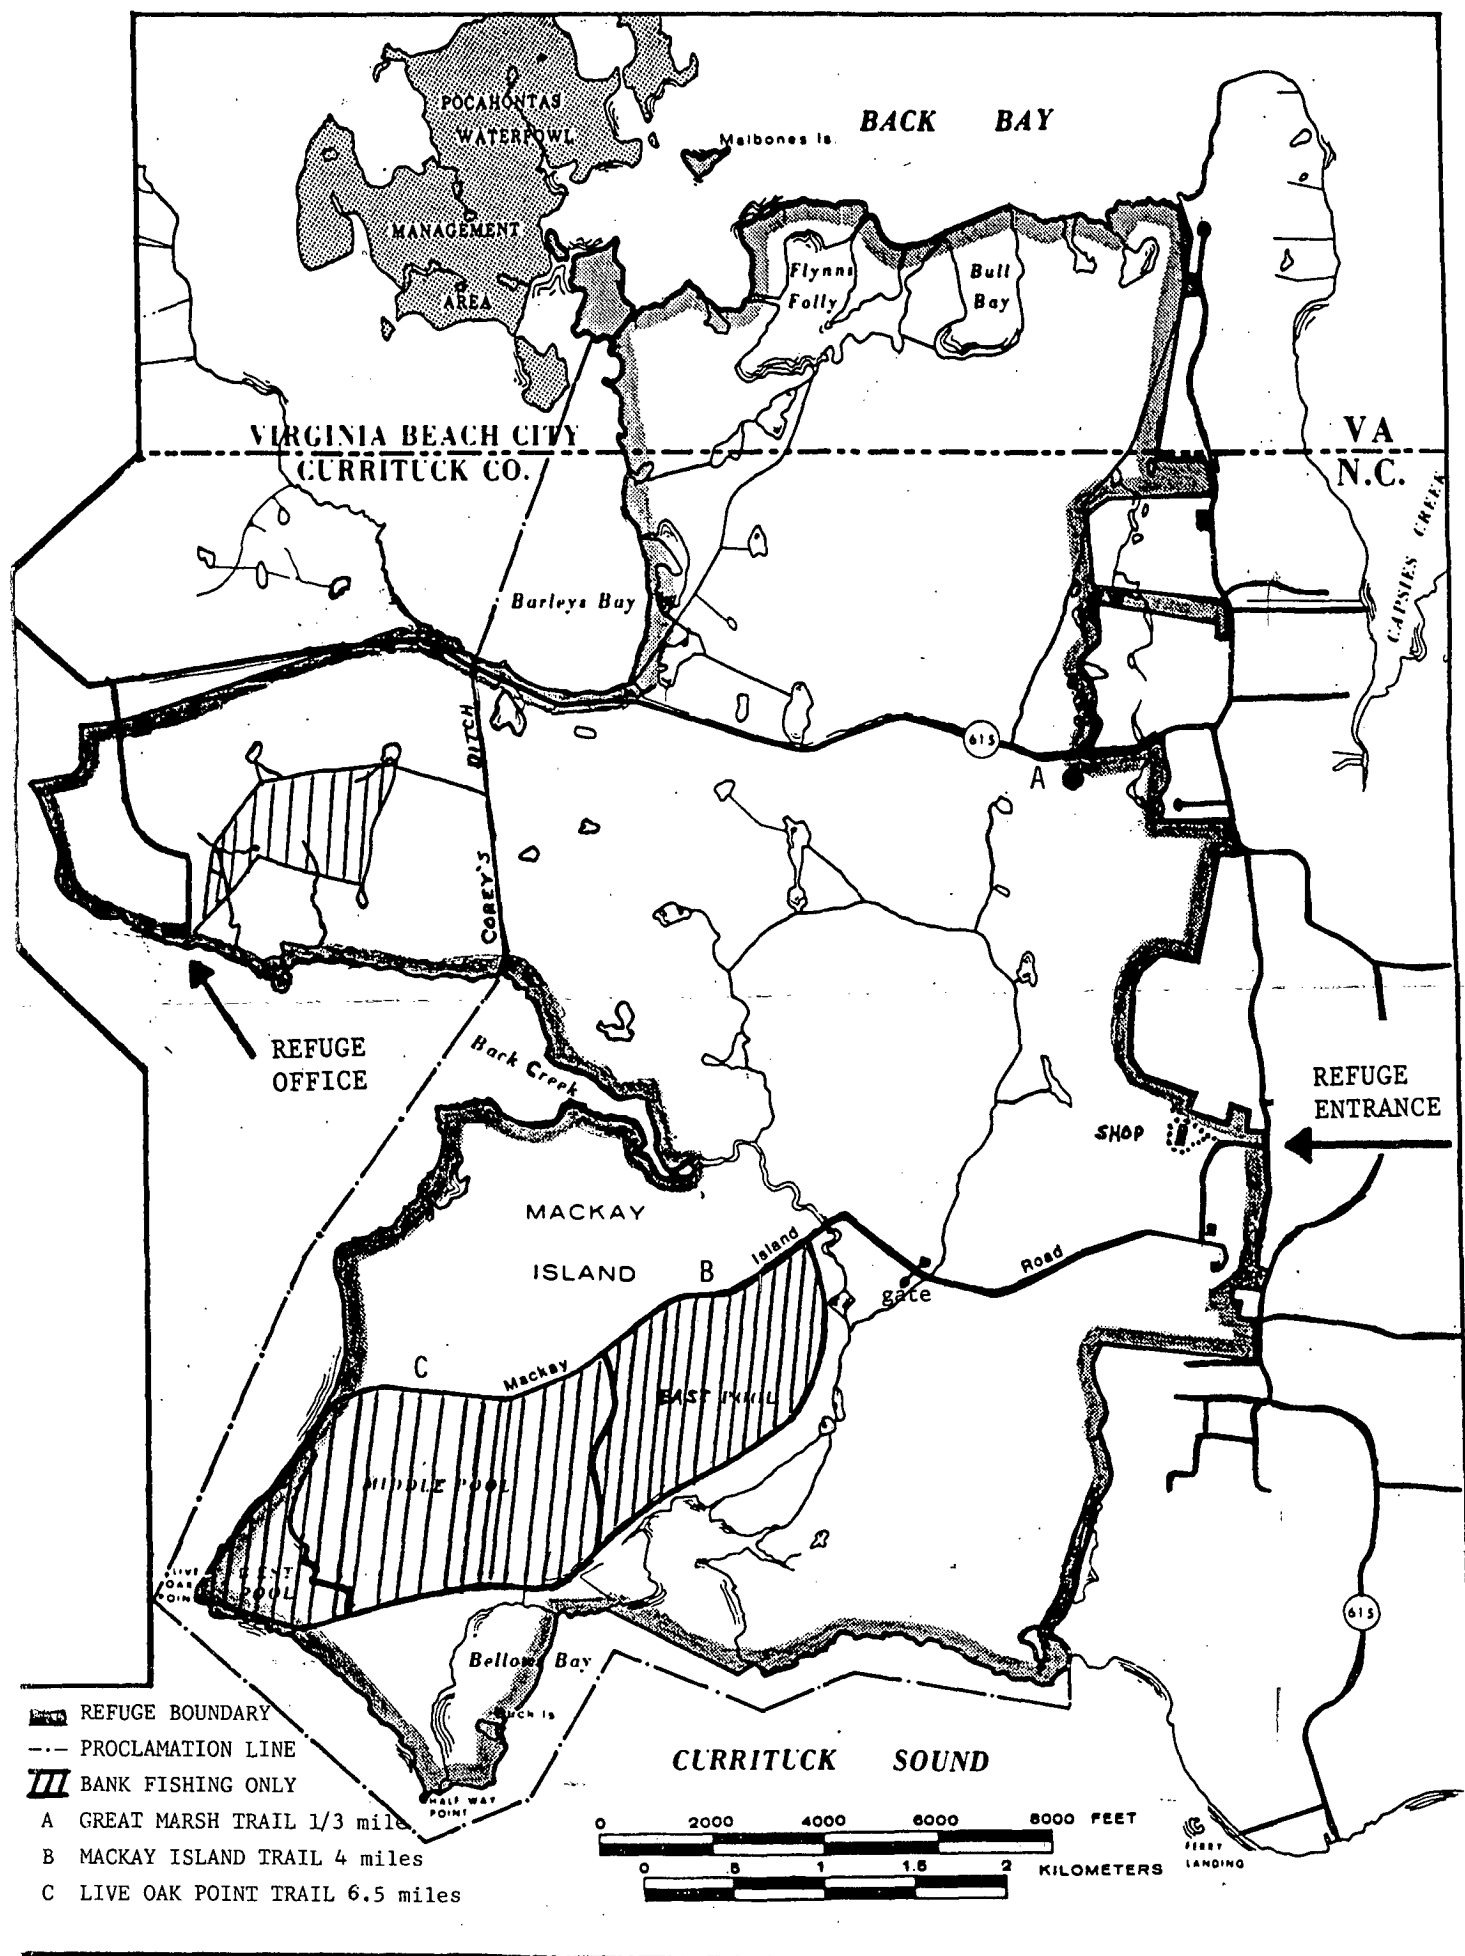 POCAHONTAS
WATERFOWL
MANAGEMENT
AREA
BACK BAY
Malbones Is.
Flynns
Folly
Bull
Bay
VIRGINIA BEACH CITY
CURRITUCK CO.
VA
N.C.
CAPSIES CREEK
Barleys Bay
615
A
COREY'S DITCH
REFUGE
OFFICE
Back Creek
REFUGE
ENTRANCE
SHOP
MACKAY
ISLAND
B
Mackay Island Road
gate
C
EAST POOL
MIDDLE POOL
WEST
POOL
LIVE
OAK
POINT
615
Bellows Bay
Buck Is
HALF WAY
POINT
CURRITUCK SOUND
FERRY
LANDING
REFUGE BOUNDARY
PROCLAMATION LINE
BANK FISHING ONLY
A GREAT MARSH TRAIL 1/3 mile
B MACKAY ISLAND TRAIL 4 miles
C LIVE OAK POINT TRAIL 6.5 miles
0 2000 4000 6000 8000 FEET
0 .5 1 1.5 2 KILOMETERS